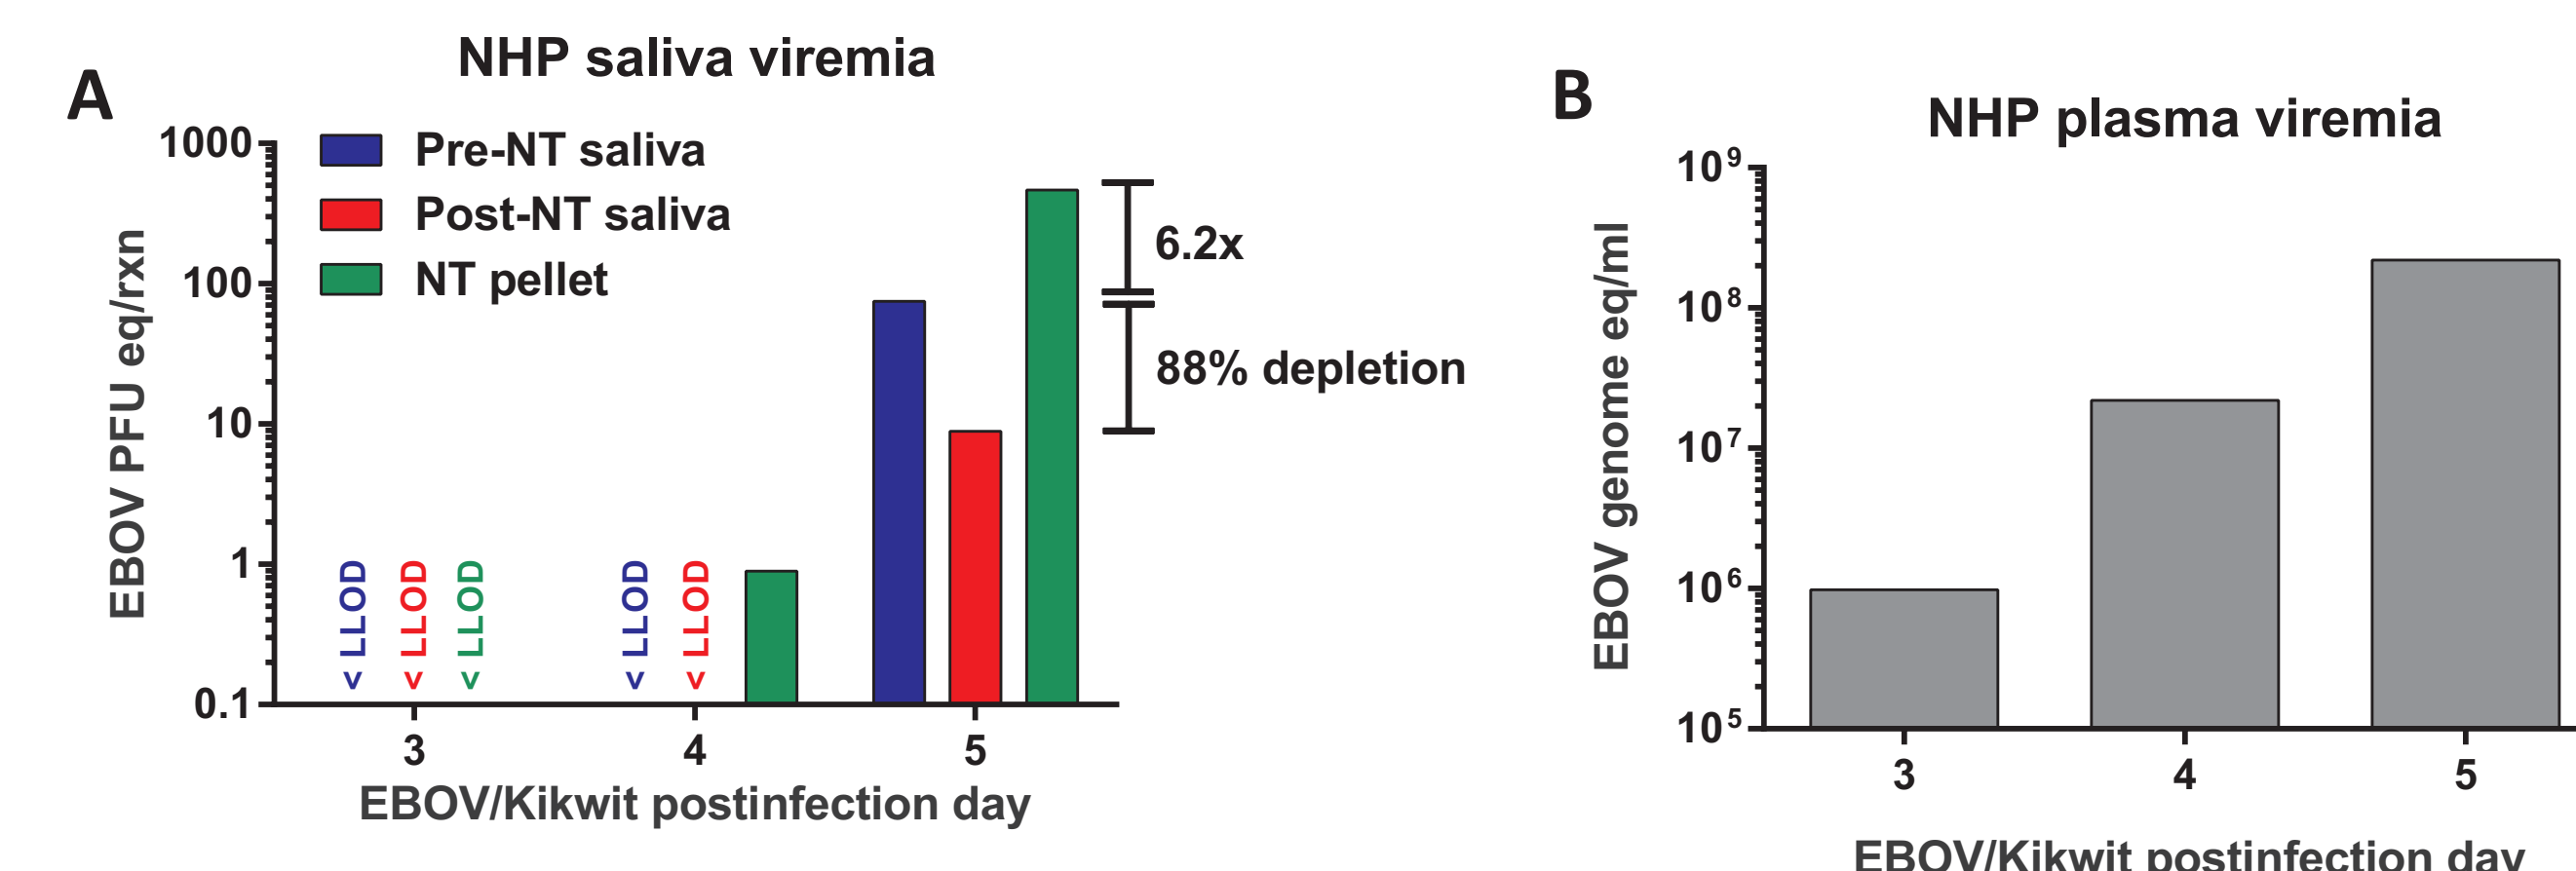 A
NHP saliva viremia
1000
100
10
1
0.1
EBOV PFU eq/rxn
Pre-NT saliva
Post-NT saliva
NT pellet
< LLOD
< LLOD
< LLOD
< LLOD
< LLOD
6.2x
88% depletion
3
4
5
EBOV/Kikwit postinfection day
B
NHP plasma viremia
10⁹
10⁸
10⁷
10⁶
10⁵
EBOV genome eq/ml
3
4
5
EBOV/Kikwit postinfection day